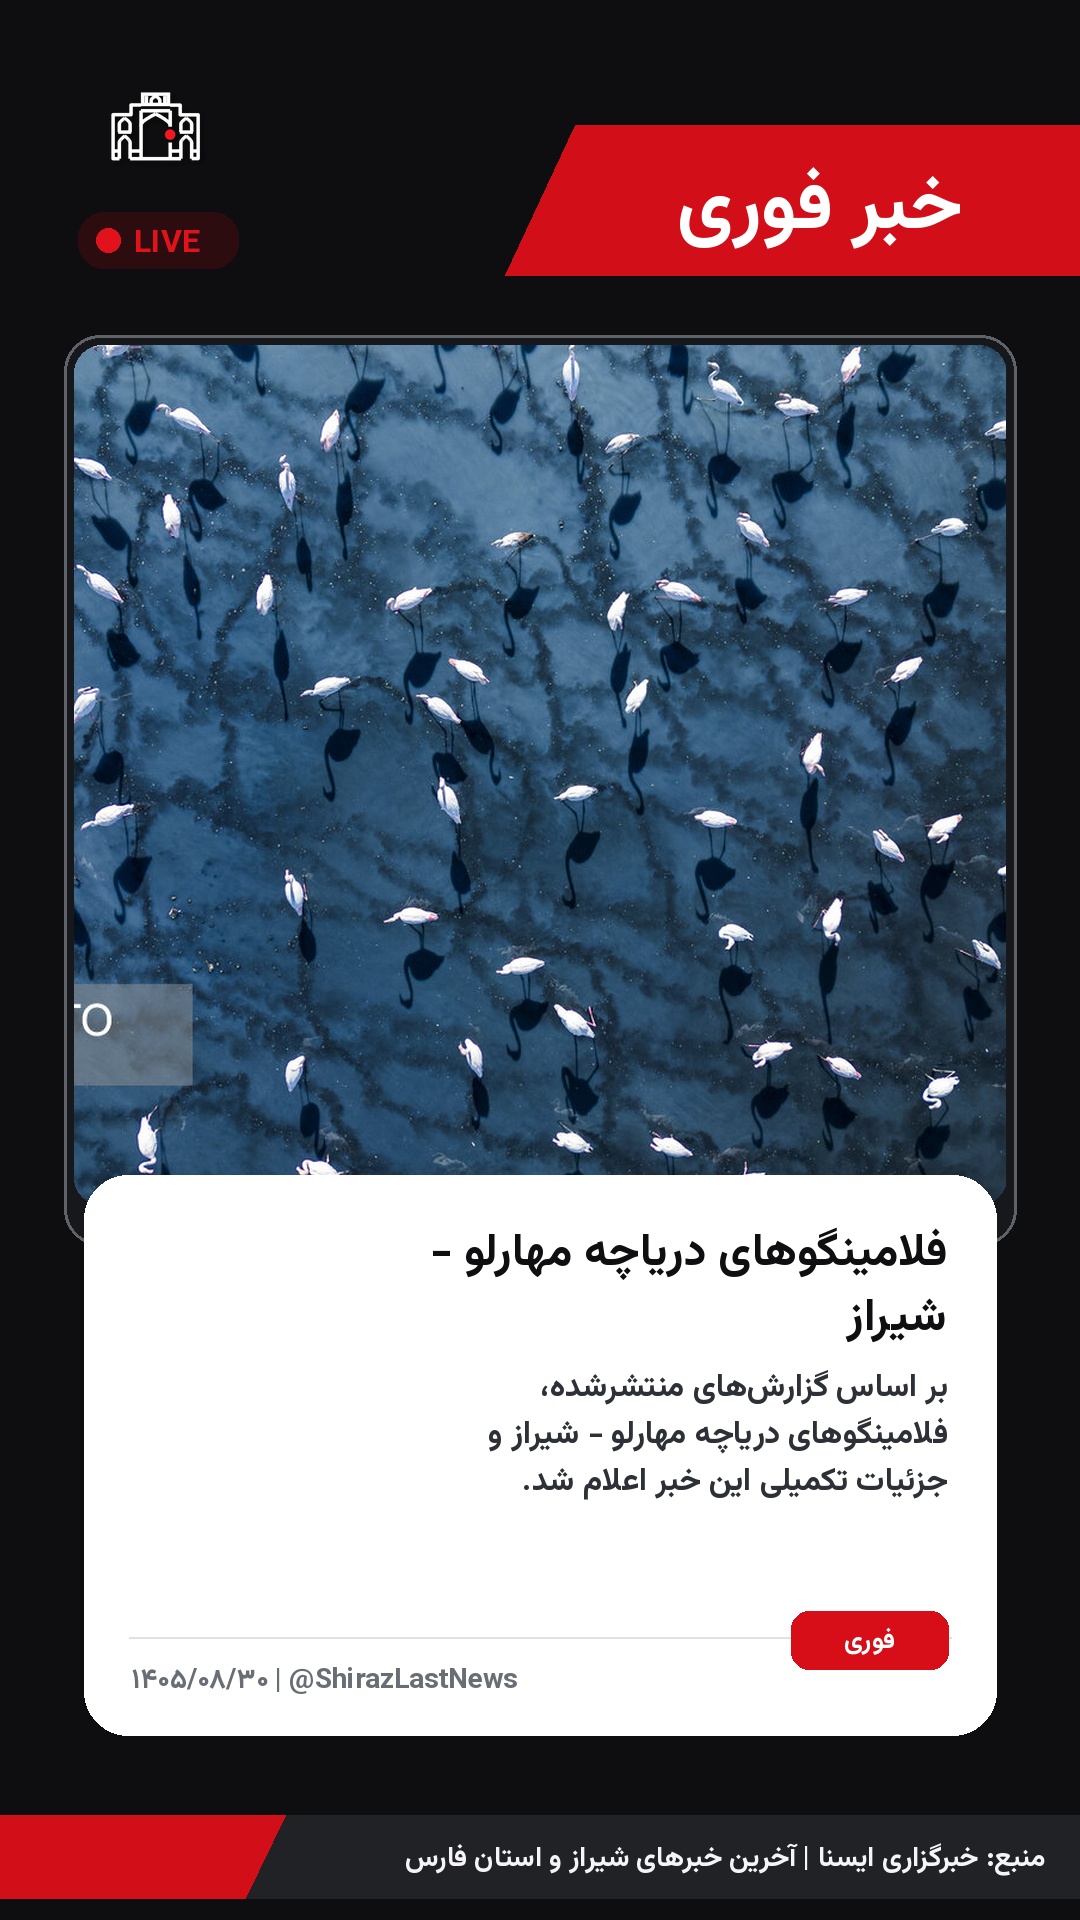 خبر فوری
LIVE
TO
فلامینگوهای دریاچه مهارلو -
شیراز
بر اساس گزارش‌های منتشرشده،
فلامینگوهای دریاچه مهارلو - شیراز و
جزئیات تکمیلی این خبر اعلام شد.
فوری
۱۴۰۵/۰۸/۳۰ | @ShirazLastNews
منبع: خبرگزاری ایسنا | آخرین خبرهای شیراز و استان فارس